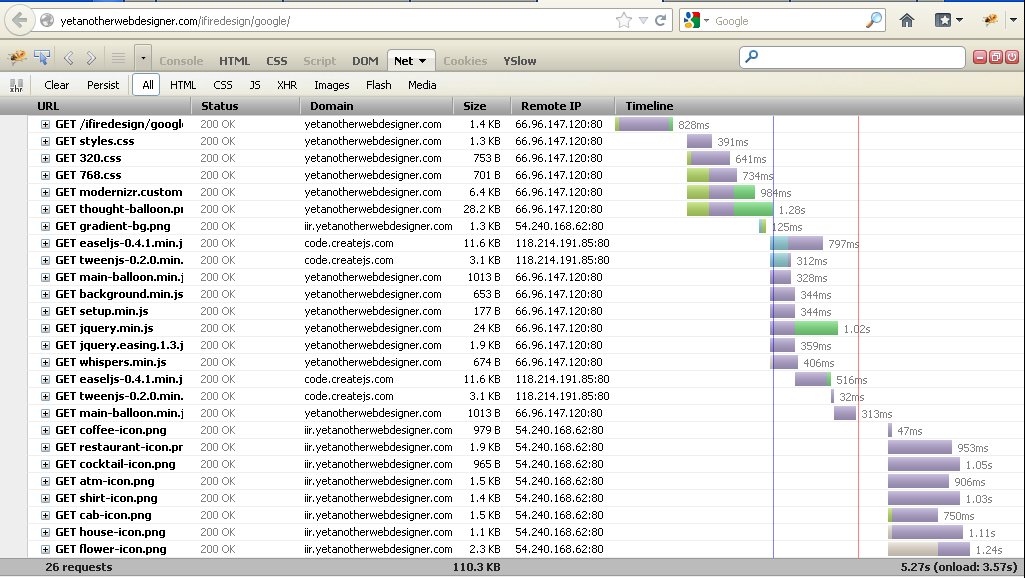 yetanotherwebdesigner.com/ifiredesign/google/ Google
Console HTML CSS Script DOM Net Cookies YSlow
xhr Clear Persist All HTML CSS JS XHR Images Flash Media
URL Status Domain Size Remote IP Timeline
GET /ifiredesign/googl 200 OK yetanotherwebdesigner.com 1.4 KB 66.96.147.120:80 828ms
GET styles.css 200 OK yetanotherwebdesigner.com 1.3 KB 66.96.147.120:80 391ms
GET 320.css 200 OK yetanotherwebdesigner.com 753 B 66.96.147.120:80 641ms
GET 768.css 200 OK yetanotherwebdesigner.com 701 B 66.96.147.120:80 734ms
GET modernizr.custom 200 OK yetanotherwebdesigner.com 6.4 KB 66.96.147.120:80 984ms
GET thought-balloon.pr 200 OK yetanotherwebdesigner.com 28.2 KB 66.96.147.120:80 1.28s
GET gradient-bg.png 200 OK iir.yetanotherwebdesigner.com 1.3 KB 54.240.168.62:80 125ms
GET easeljs-0.4.1.min.j 200 OK code.createjs.com 11.6 KB 118.214.191.85:80 797ms
GET tweenjs-0.2.0.min. 200 OK code.createjs.com 3.1 KB 118.214.191.85:80 312ms
GET main-balloon.min.j 200 OK yetanotherwebdesigner.com 1013 B 66.96.147.120:80 328ms
GET background.min.js 200 OK yetanotherwebdesigner.com 653 B 66.96.147.120:80 344ms
GET setup.min.js 200 OK yetanotherwebdesigner.com 177 B 66.96.147.120:80 344ms
GET jquery.min.js 200 OK yetanotherwebdesigner.com 24 KB 66.96.147.120:80 1.02s
GET jquery.easing.1.3.j 200 OK yetanotherwebdesigner.com 1.9 KB 66.96.147.120:80 359ms
GET whispers.min.js 200 OK yetanotherwebdesigner.com 674 B 66.96.147.120:80 406ms
GET easeljs-0.4.1.min.j 200 OK code.createjs.com 11.6 KB 118.214.191.85:80 516ms
GET tweenjs-0.2.0.min. 200 OK code.createjs.com 3.1 KB 118.214.191.85:80 32ms
GET main-balloon.min.j 200 OK yetanotherwebdesigner.com 1013 B 66.96.147.120:80 313ms
GET coffee-icon.png 200 OK iir.yetanotherwebdesigner.com 979 B 54.240.168.62:80 47ms
GET restaurant-icon.pr 200 OK iir.yetanotherwebdesigner.com 1.9 KB 54.240.168.62:80 953ms
GET cocktail-icon.png 200 OK iir.yetanotherwebdesigner.com 965 B 54.240.168.62:80 1.05s
GET atm-icon.png 200 OK iir.yetanotherwebdesigner.com 1.5 KB 54.240.168.62:80 906ms
GET shirt-icon.png 200 OK iir.yetanotherwebdesigner.com 1.4 KB 54.240.168.62:80 1.03s
GET cab-icon.png 200 OK iir.yetanotherwebdesigner.com 1.5 KB 54.240.168.62:80 750ms
GET house-icon.png 200 OK iir.yetanotherwebdesigner.com 1.1 KB 54.240.168.62:80 1.11s
GET flower-icon.png 200 OK iir.yetanotherwebdesigner.com 2.3 KB 54.240.168.62:80 1.24s
26 requests 110.3 KB 5.27s (onload: 3.57s)